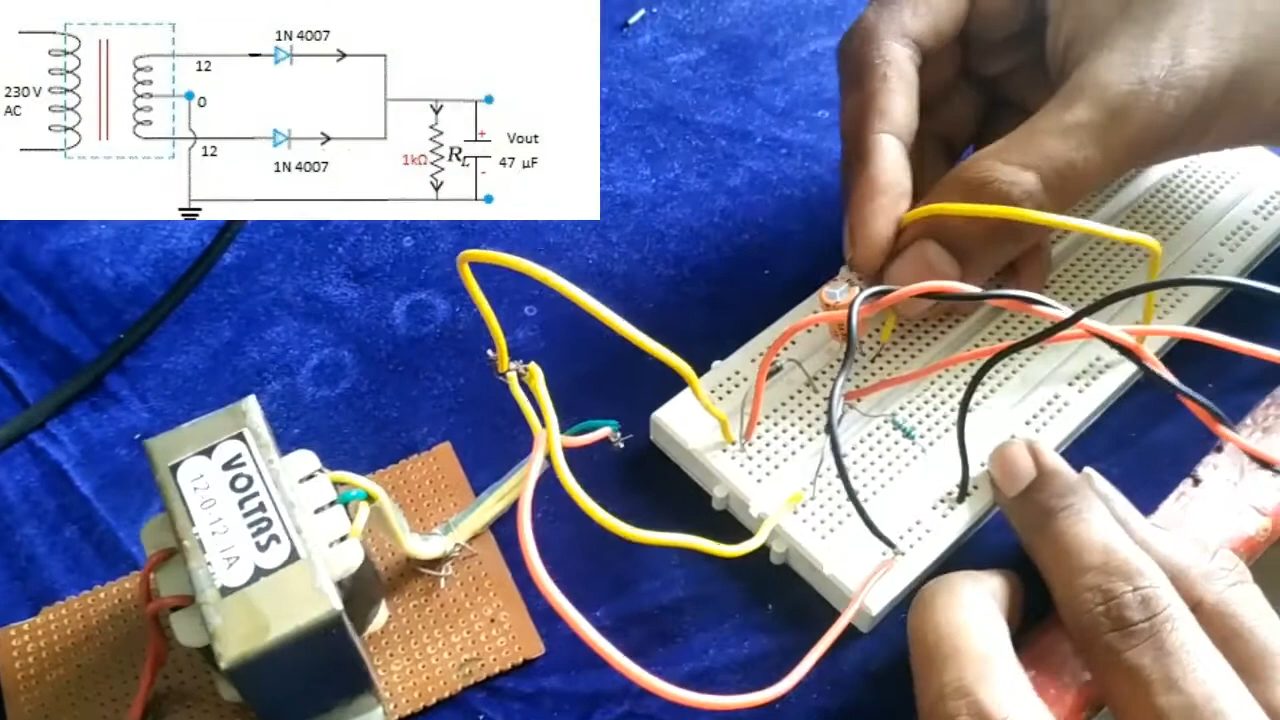 1N 4007
12
230 V
AC
0
12
1N 4007
1kΩ
RL
+
-
Vout
47 µF
VOLTAS
12-0-12 1A